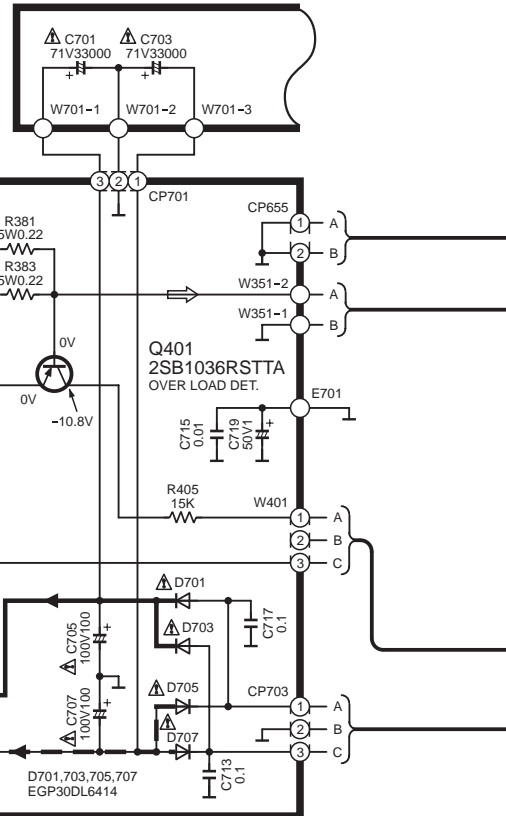 C701
71V33000
C703
71V33000
+
+
W701-1
W701-2
W701-3
3
2
1
CP701
R381
5W0.22
R383
5W0.22
CP655
1
A
2
B
W351-2
A
W351-1
B
0V
0V
-10.8V
Q401
2SB1036RSTTA
OVER LOAD DET.
E701
C715
0.01
C719
50V1
+
R405
15K
W401
1
A
2
B
3
C
D701
D703
C717
0.1
C705
100V100
+
D705
D707
C707
100V100
+
CP703
1
A
2
B
3
C
C713
0.1
D701,703,705,707
EGP30DL6414